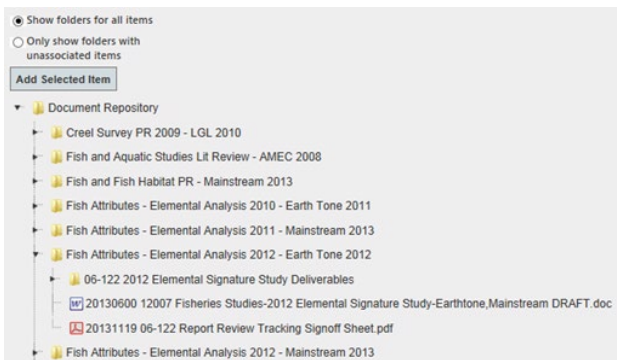 Show folders for all items
Only show folders with
unassociated items
Add Selected Item
Document Repository
Creel Survey PR 2009 - LGL 2010
Fish and Aquatic Studies Lit Review - AMEC 2008
Fish and Fish Habitat PR - Mainstream 2013
Fish Attributes - Elemental Analysis 2010 - Earth Tone 2011
Fish Attributes - Elemental Analysis 2011 - Mainstream 2013
Fish Attributes - Elemental Analysis 2012 - Earth Tone 2012
06-122 2012 Elemental Signature Study Deliverables
20130600 12007 Fisheries Studies-2012 Elemental Signature Study-Earthtone,Mainstream DRAFT.doc
20131119 06-122 Report Review Tracking Signoff Sheet.pdf
Fish Attributes - Elemental Analysis 2012 - Mainstream 2013